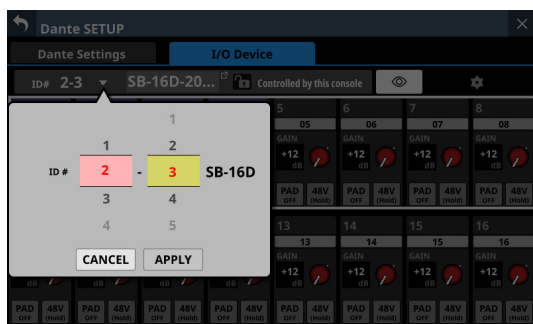 Dante SETUP
Dante Settings
I/O Device
ID# 2-3 SB-16D-20... Controlled by this console
1
1 2
ID # 2 - 3 SB-16D
3 4
4 5
CANCEL APPLY
5 6 7 8
05 06 07 08
GAIN GAIN GAIN GAIN
+12 +12 +12 +12
dB dB dB dB
PAD 48V PAD 48V PAD 48V PAD 48V
OFF (Hold) OFF (Hold) OFF (Hold) OFF (Hold)
13 14 15 16
13 14 15 16
GAIN GAIN GAIN GAIN
+12 +12 +12 +12
dB dB dB dB dB dB dB dB
PAD 48V PAD 48V PAD 48V PAD 48V PAD 48V PAD 48V PAD 48V PAD 48V
OFF (Hold) OFF (Hold) OFF (Hold) OFF (Hold) OFF (Hold) OFF (Hold) OFF (Hold) OFF (Hold)